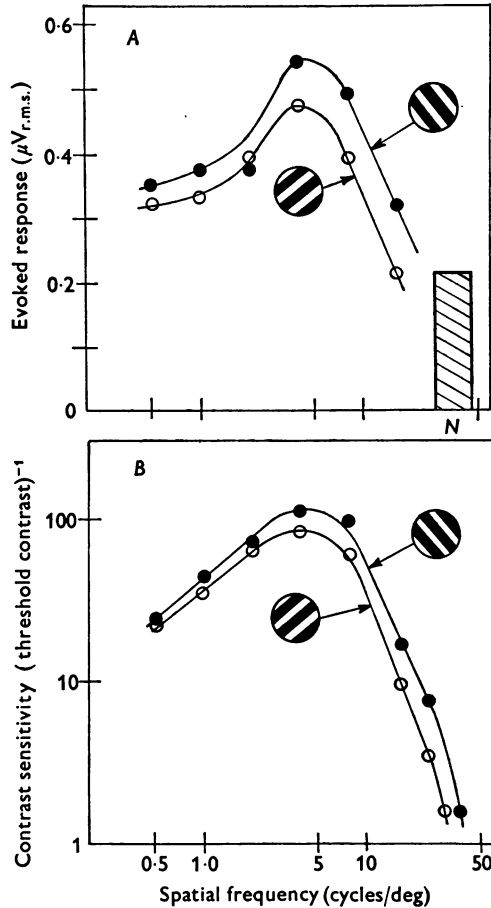 A
0·6
0·4
0·2
0
Evoked response (μVr.m.s.)
N
B
100
10
1
Contrast sensitivity (threshold contrast)−1
0·5 1·0 5 10 50
Spatial frequency (cycles/deg)